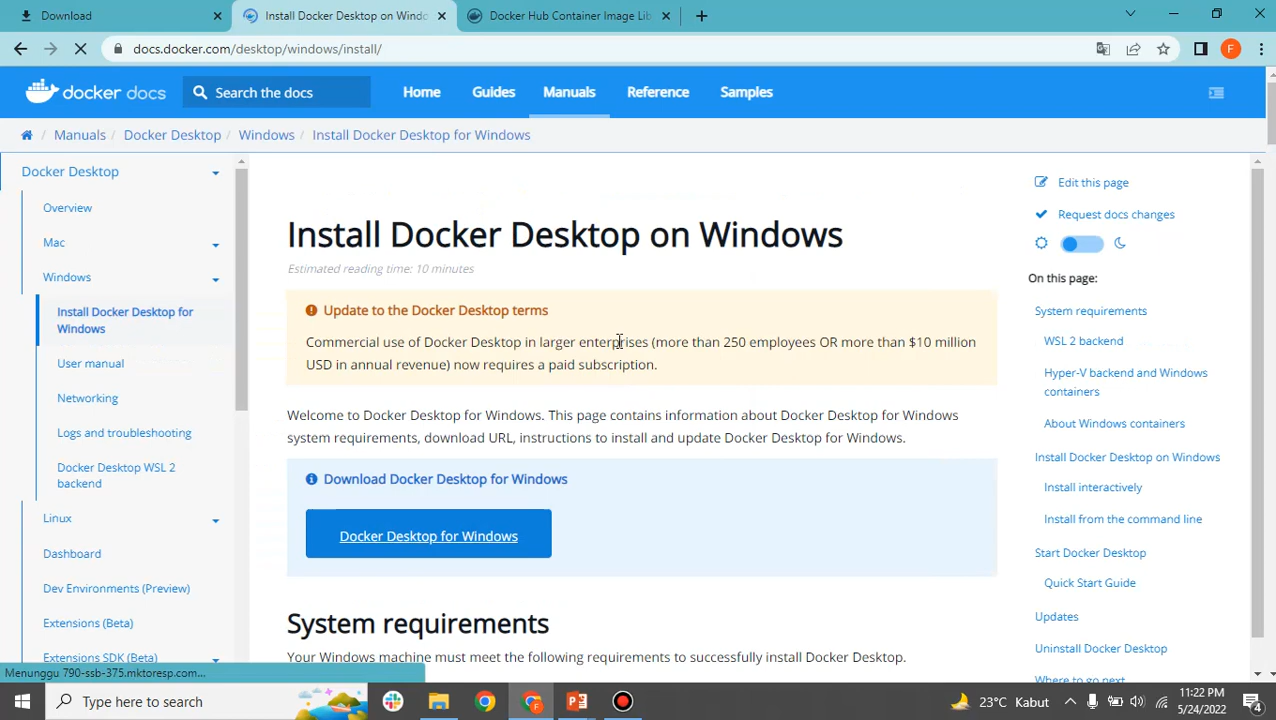 Download
Install Docker Desktop on Windo
Docker Hub Container Image Lib
docs.docker.com/desktop/windows/install/
F
docker docs
Search the docs
Home
Guides
Manuals
Reference
Samples
Manuals / Docker Desktop / Windows / Install Docker Desktop for Windows
Docker Desktop
Overview
Mac
Windows
Install Docker Desktop for
Windows
User manual
Networking
Logs and troubleshooting
Docker Desktop WSL 2
backend
Linux
Dashboard
Dev Environments (Preview)
Extensions (Beta)
Extensions SDK (Beta)
Install Docker Desktop on Windows
Estimated reading time: 10 minutes
Update to the Docker Desktop terms
Commercial use of Docker Desktop in larger enterprises (more than 250 employees OR more than $10 million
USD in annual revenue) now requires a paid subscription.
Welcome to Docker Desktop for Windows. This page contains information about Docker Desktop for Windows
system requirements, download URL, instructions to install and update Docker Desktop for Windows.
Download Docker Desktop for Windows
Docker Desktop for Windows
System requirements
Your Windows machine must meet the following requirements to successfully install Docker Desktop.
Edit this page
Request docs changes
On this page:
System requirements
WSL 2 backend
Hyper-V backend and Windows
containers
About Windows containers
Install Docker Desktop on Windows
Install interactively
Install from the command line
Start Docker Desktop
Quick Start Guide
Updates
Uninstall Docker Desktop
Where to go next
Menunggu 790-ssb-375.mktoresp.com...
Type here to search
23°C Kabut
11:22 PM
5/24/2022
4